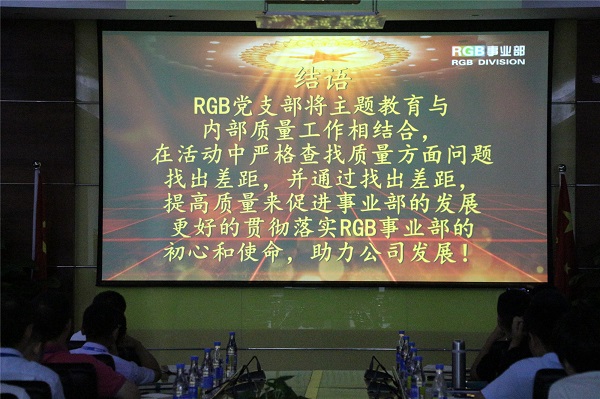 RGB事业部
RGB DIVISION
结语
RGB党支部将主题教育与
内部质量工作相结合，
在活动中严格查找质量方面问题
找出差距，并通过找出差距，
提高质量来促进事业部的发展
更好的贯彻落实RGB事业部的
初心和使命，助力公司发展！